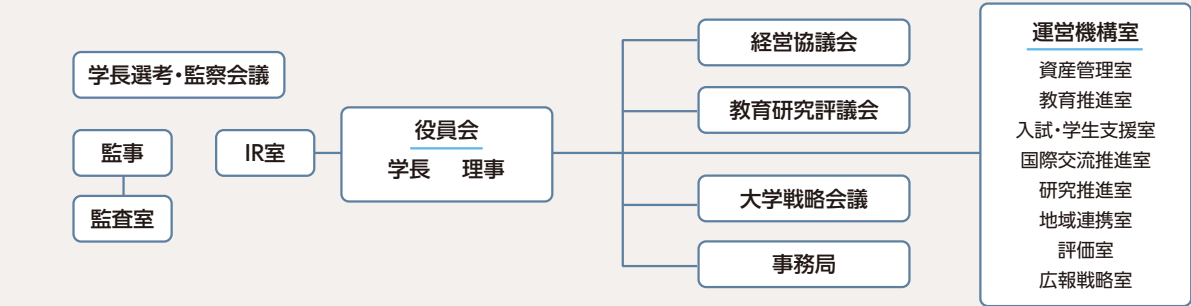 学長選考・監察会議
監事
監査室
IR室
役員会
学長 理事
経営協議会
教育研究評議会
大学戦略会議
事務局
運営機構室
資産管理室
教育推進室
入試・学生支援室
国際交流推進室
研究推進室
地域連携室
評価室
広報戦略室